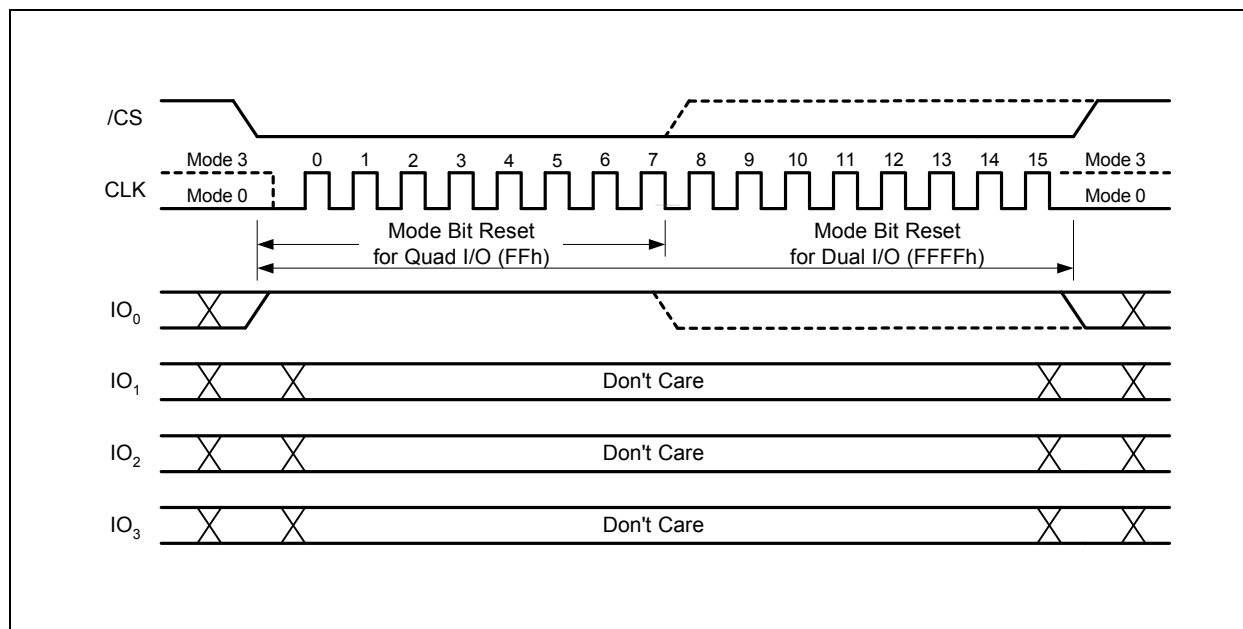 /CS
Mode 3 0 1 2 3 4 5 6 7 8 9 10 11 12 13 14 15 Mode 3
CLK
Mode 0 Mode 0
Mode Bit Reset Mode Bit Reset
for Quad I/O (FFh) for Dual I/O (FFFFh)
IO₀
IO₁ Don't Care
IO₂ Don't Care
IO₃ Don't Care